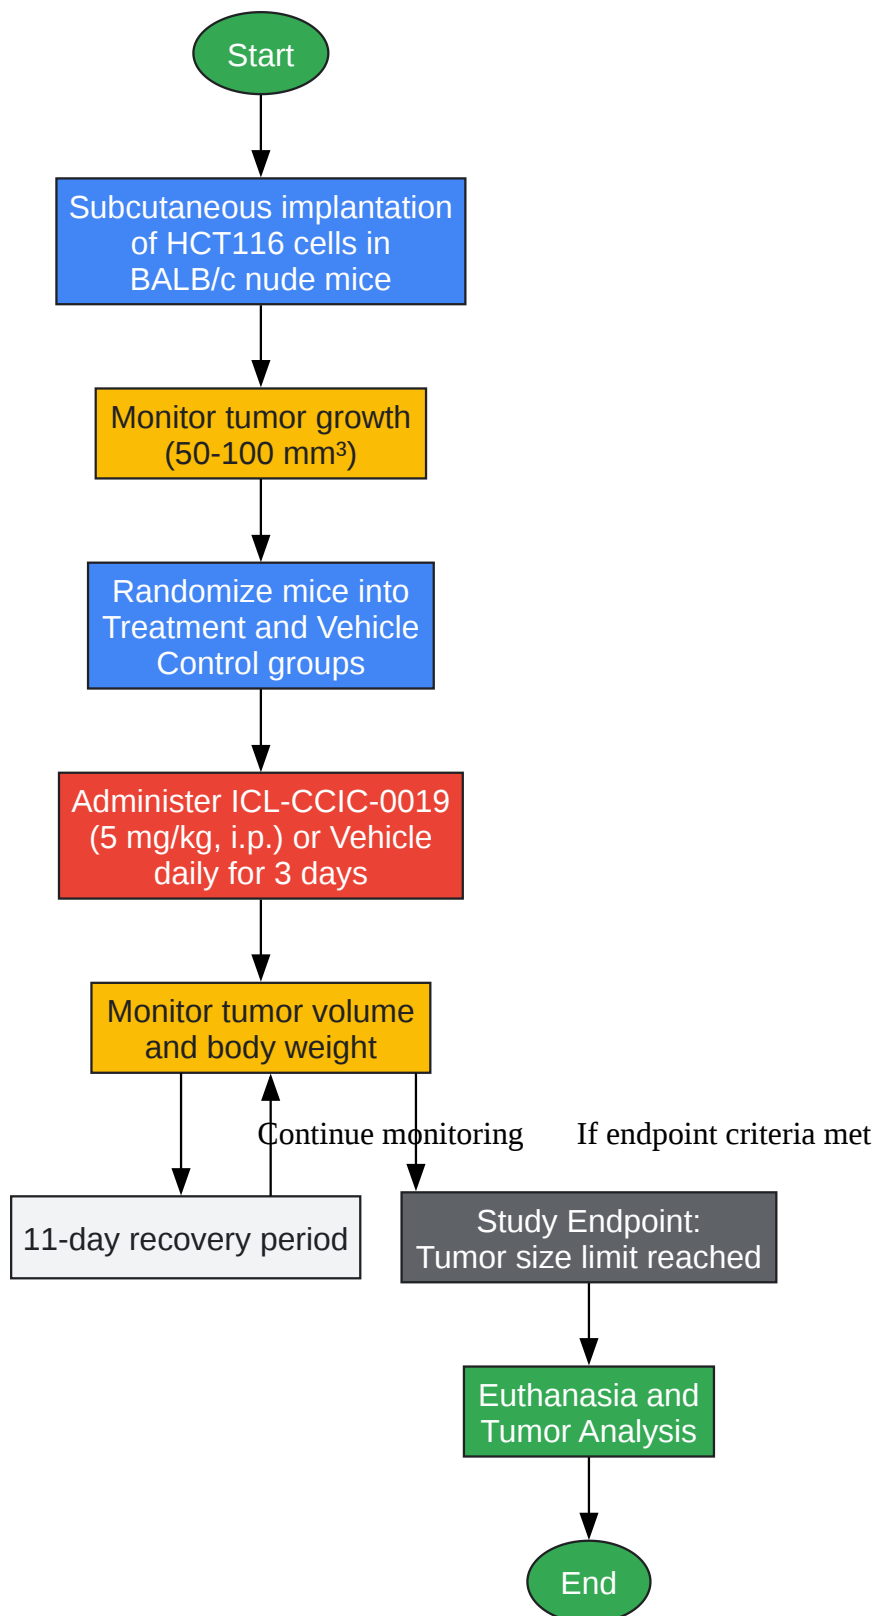 Start
Subcutaneous implantation
of HCT116 cells in
BALB/c nude mice
Monitor tumor growth
(50-100 mm³)
Randomize mice into
Treatment and Vehicle
Control groups
Administer ICL-CCIC-0019
(5 mg/kg, i.p.) or Vehicle
daily for 3 days
Monitor tumor volume
and body weight
Continue monitoring
If endpoint criteria met
11-day recovery period
Study Endpoint:
Tumor size limit reached
Euthanasia and
Tumor Analysis
End